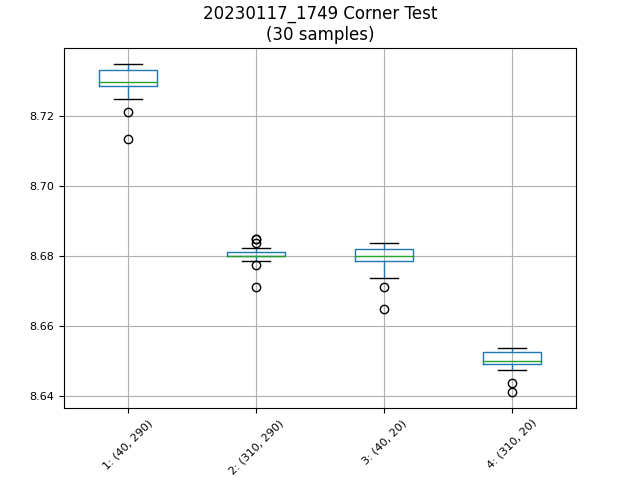 20230117_1749 Corner Test
(30 samples)
8.72
8.70
8.68
8.66
8.64
1: (40, 290)
2: (310, 290)
3: (40, 20)
4: (310, 20)